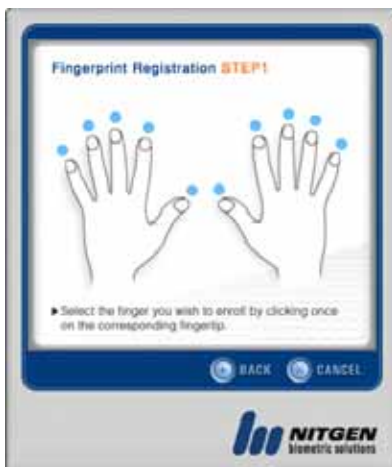 Fingerprint Registration STEP1
▶ Select the finger you wish to enroll by clicking once
on the corresponding fingertip.
BACK CANCEL
NITGEN
biometric solutions